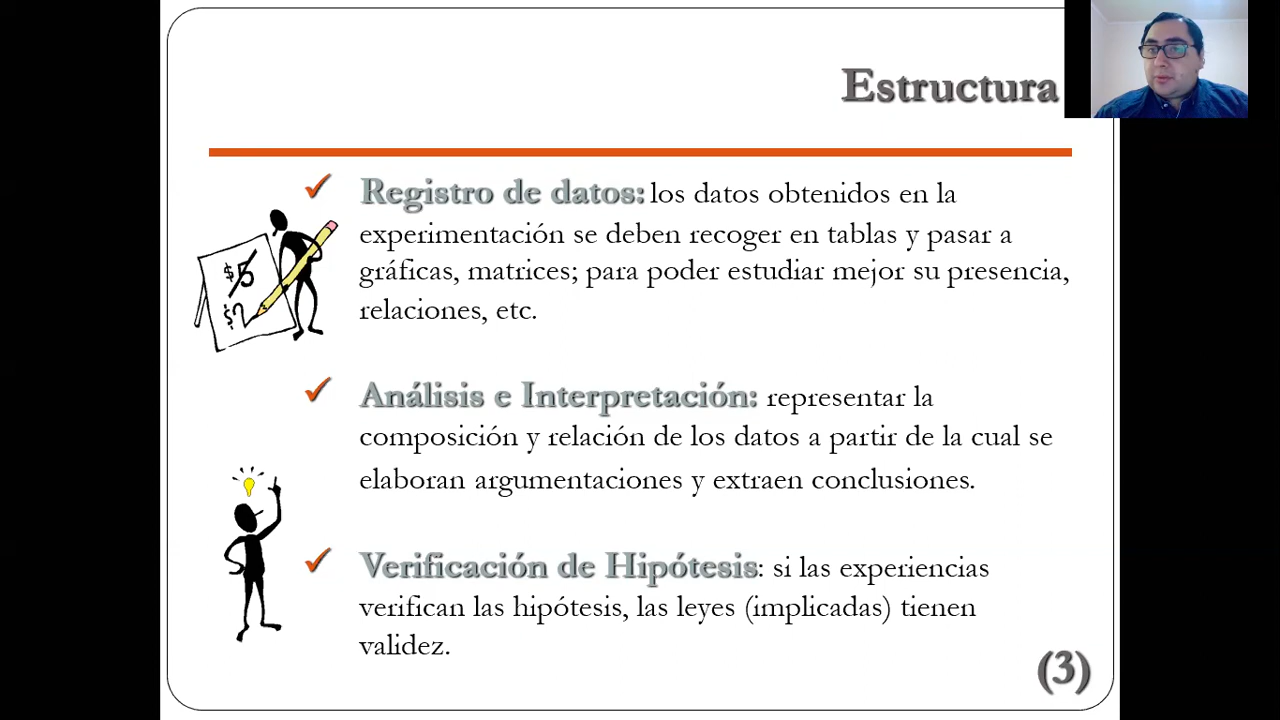 Estructura
Registro de datos: los datos obtenidos en la
experimentación se deben recoger en tablas y pasar a
gráficas, matrices; para poder estudiar mejor su presencia,
relaciones, etc.
$5
$2
Análisis e Interpretación: representar la
composición y relación de los datos a partir de la cual se
elaboran argumentaciones y extraen conclusiones.
Verificación de Hipótesis: si las experiencias
verifican las hipótesis, las leyes (implicadas) tienen
validez.
(3)